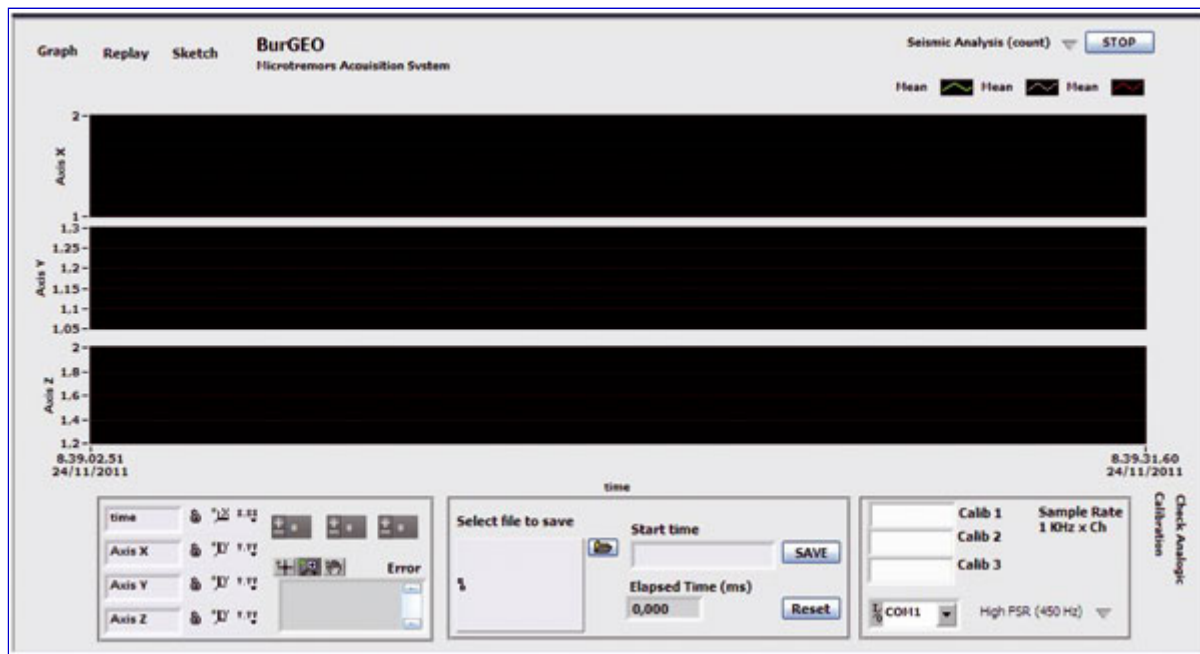 Graph Replay Sketch
BurGEO
Microtremors Acquisition System
Seismic Analysis (count) STOP
Mean Mean Mean
Axis X
2
1
Axis Y
1.3
1.25
1.2
1.15
1.1
1.05
Axis Z
2
1.8
1.6
1.4
1.2
8.39.02.51
24/11/2011
8.39.31.60
24/11/2011
time
time
Axis X
Axis Y
Axis Z
Error
Select file to save
Start time
SAVE
Elapsed Time (ms)
0,000
Reset
Calib 1
Calib 2
Calib 3
Sample Rate
1 KHz x Ch
COM1
High FSR (450 Hz)
Check Analogic
Calibration